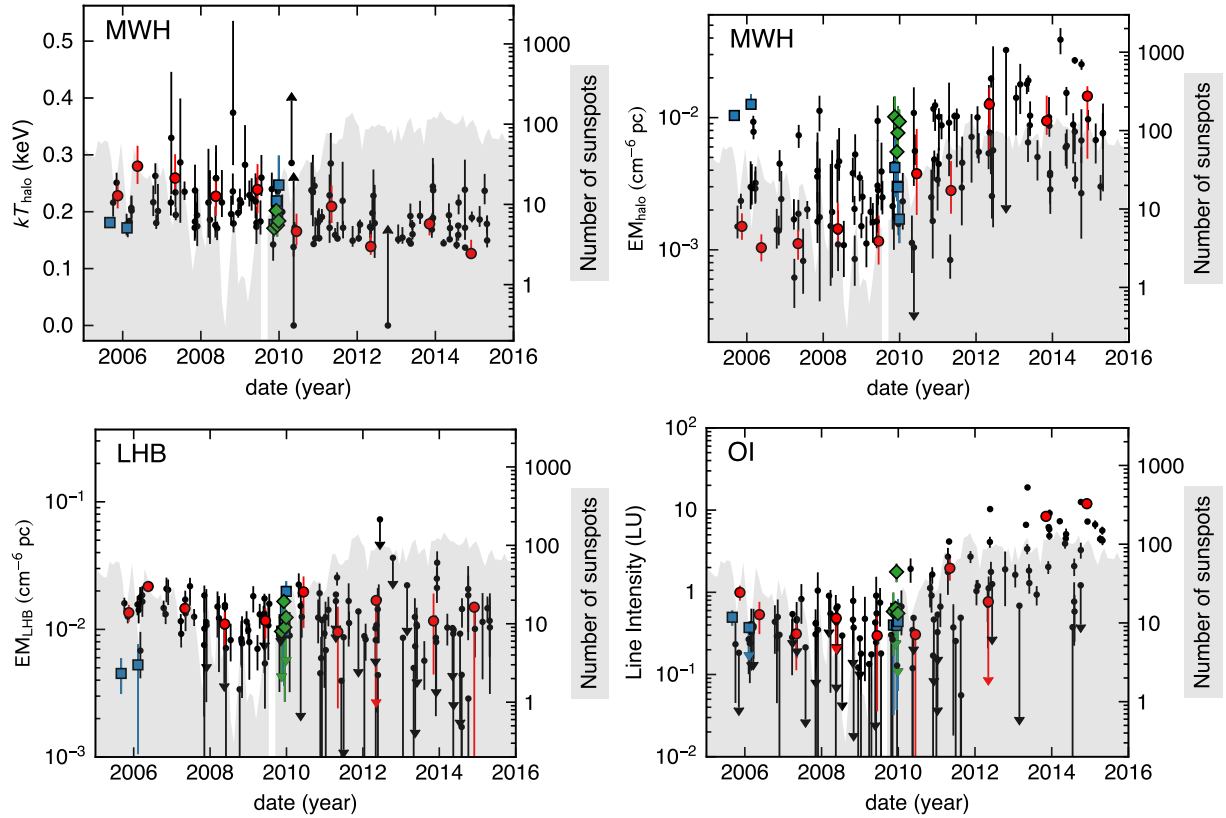 MWH
0.5
0.4
0.3
0.2
0.1
0.0
kT_halo (keV)
1000
100
10
1
Number of sunspots
2006 2008 2010 2012 2014 2016
date (year)
MWH
10⁻²
10⁻³
EM_halo (cm⁻⁶ pc)
1000
100
10
1
Number of sunspots
2006 2008 2010 2012 2014 2016
date (year)
LHB
10⁻¹
10⁻²
10⁻³
EM_LHB (cm⁻⁶ pc)
1000
100
10
1
Number of sunspots
2006 2008 2010 2012 2014 2016
date (year)
OI
10²
10
1
10⁻¹
10⁻²
Line Intensity (LU)
1000
100
10
1
Number of sunspots
2006 2008 2010 2012 2014 2016
date (year)